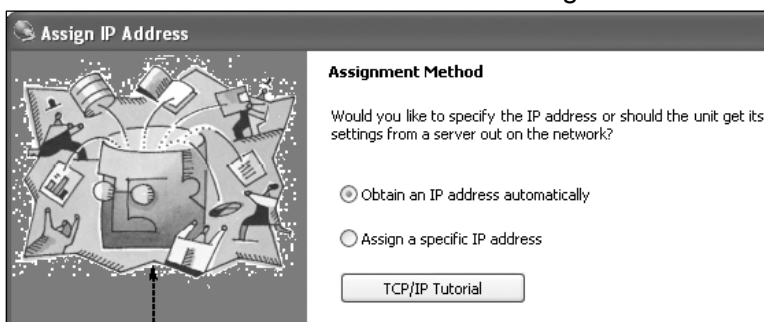 Assign IP Address
Assignment Method
Would you like to specify the IP address or should the unit get its
settings from a server out on the network?
Obtain an IP address automatically
Assign a specific IP address
TCP/IP Tutorial